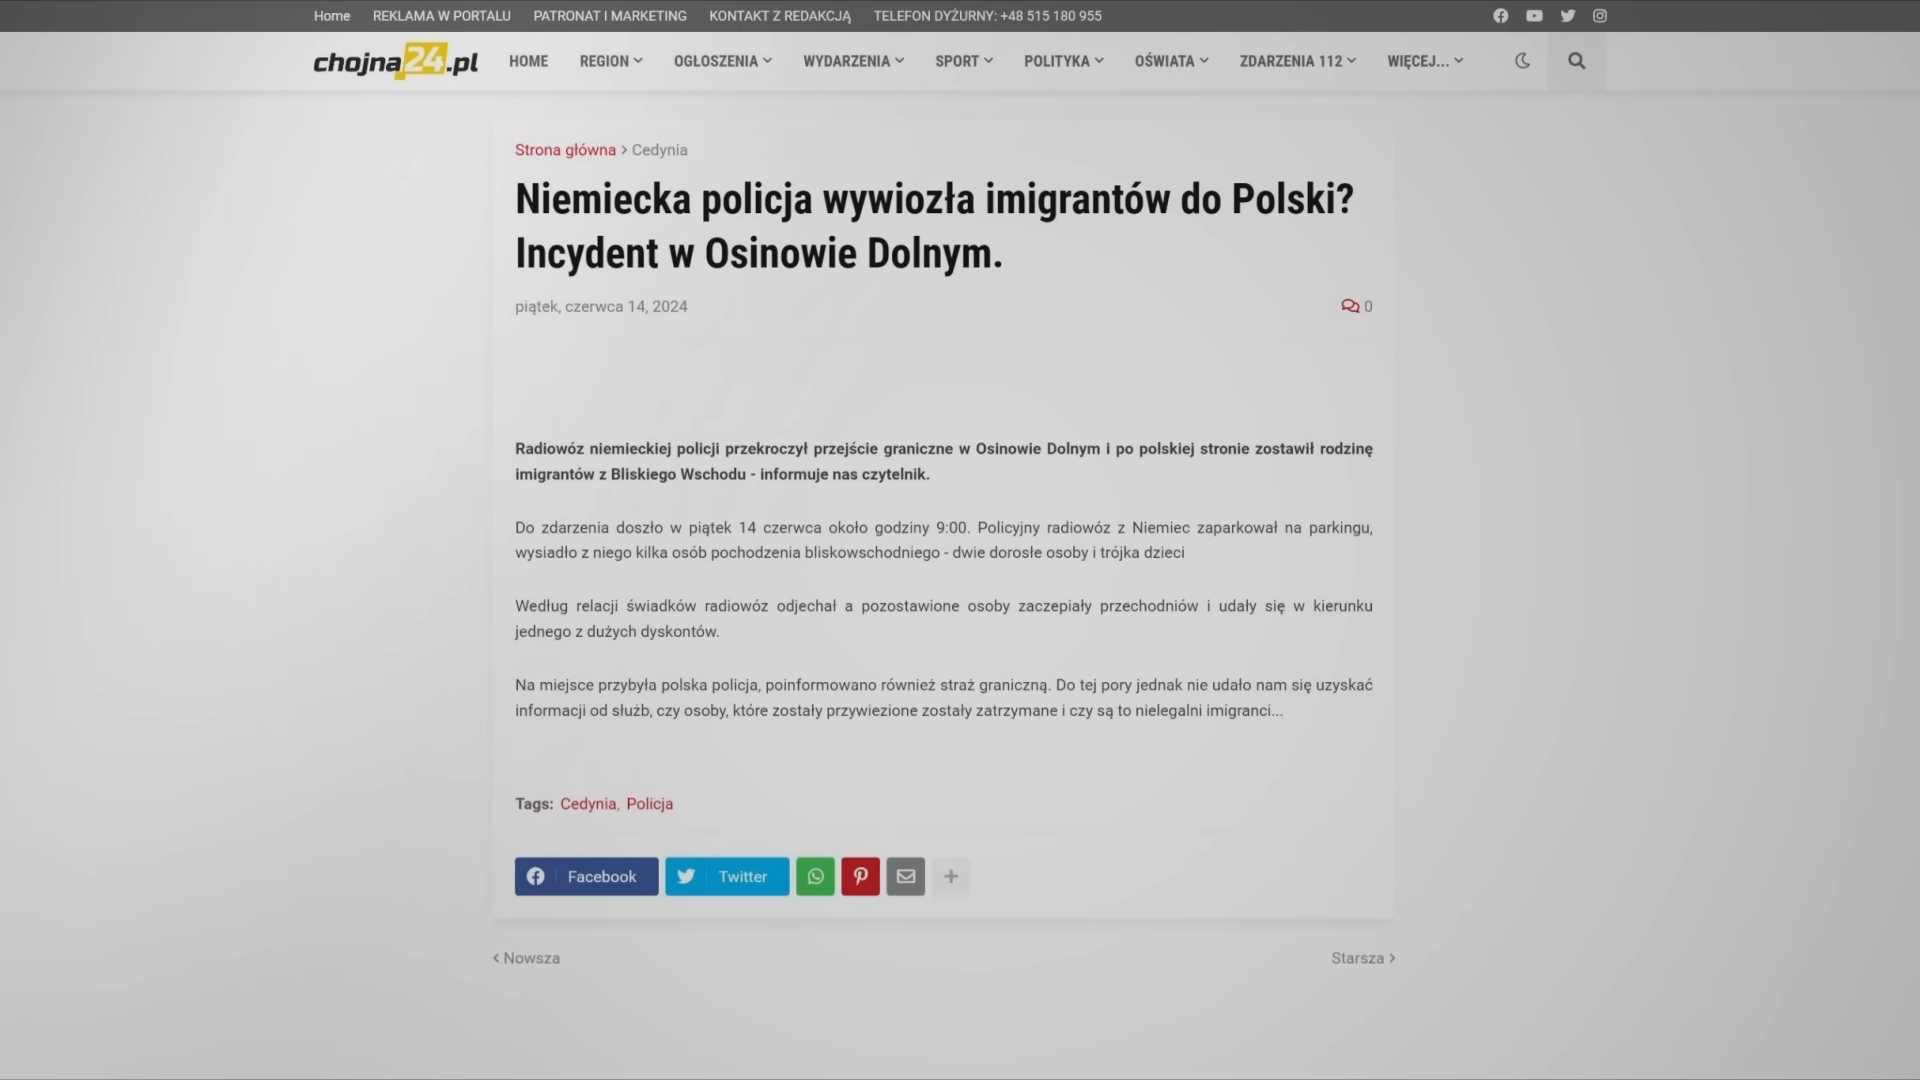 Home REKLAMA W PORTALU PATRONAT I MARKETING KONTAKT Z REDAKCJĄ TELEFON DYŻURNY: +48 515 180 955
chojna24.pl HOME REGION OGŁOSZENIA WYDARZENIA SPORT POLITYKA OŚWIATA ZDARZENIA 112 WIĘCEJ...
Strona główna > Cedynia
Niemiecka policja wywiozła imigrantów do Polski?
Incydent w Osinowie Dolnym.
piątek, czerwca 14, 2024 0
Radiowóz niemieckiej policji przekroczył przejście graniczne w Osinowie Dolnym i po polskiej stronie zostawił rodzinę
imigrantów z Bliskiego Wschodu - informuje nas czytelnik.
Do zdarzenia doszło w piątek 14 czerwca około godziny 9:00. Policyjny radiowóz z Niemiec zaparkował na parkingu,
wysiadło z niego kilka osób pochodzenia bliskowschodniego - dwie dorosłe osoby i trójka dzieci
Według relacji świadków radiowóz odjechał a pozostawione osoby zaczepiały przechodniów i udały się w kierunku
jednego z dużych dyskontów.
Na miejsce przybyła polska policja, poinformowano również straż graniczną. Do tej pory jednak nie udało nam się uzyskać
informacji od służb, czy osoby, które zostały przywiezione zostały zatrzymane i czy są to nielegalni imigranci...
Tags: Cedynia, Policja
Facebook Twitter
< Nowsza Starsza >